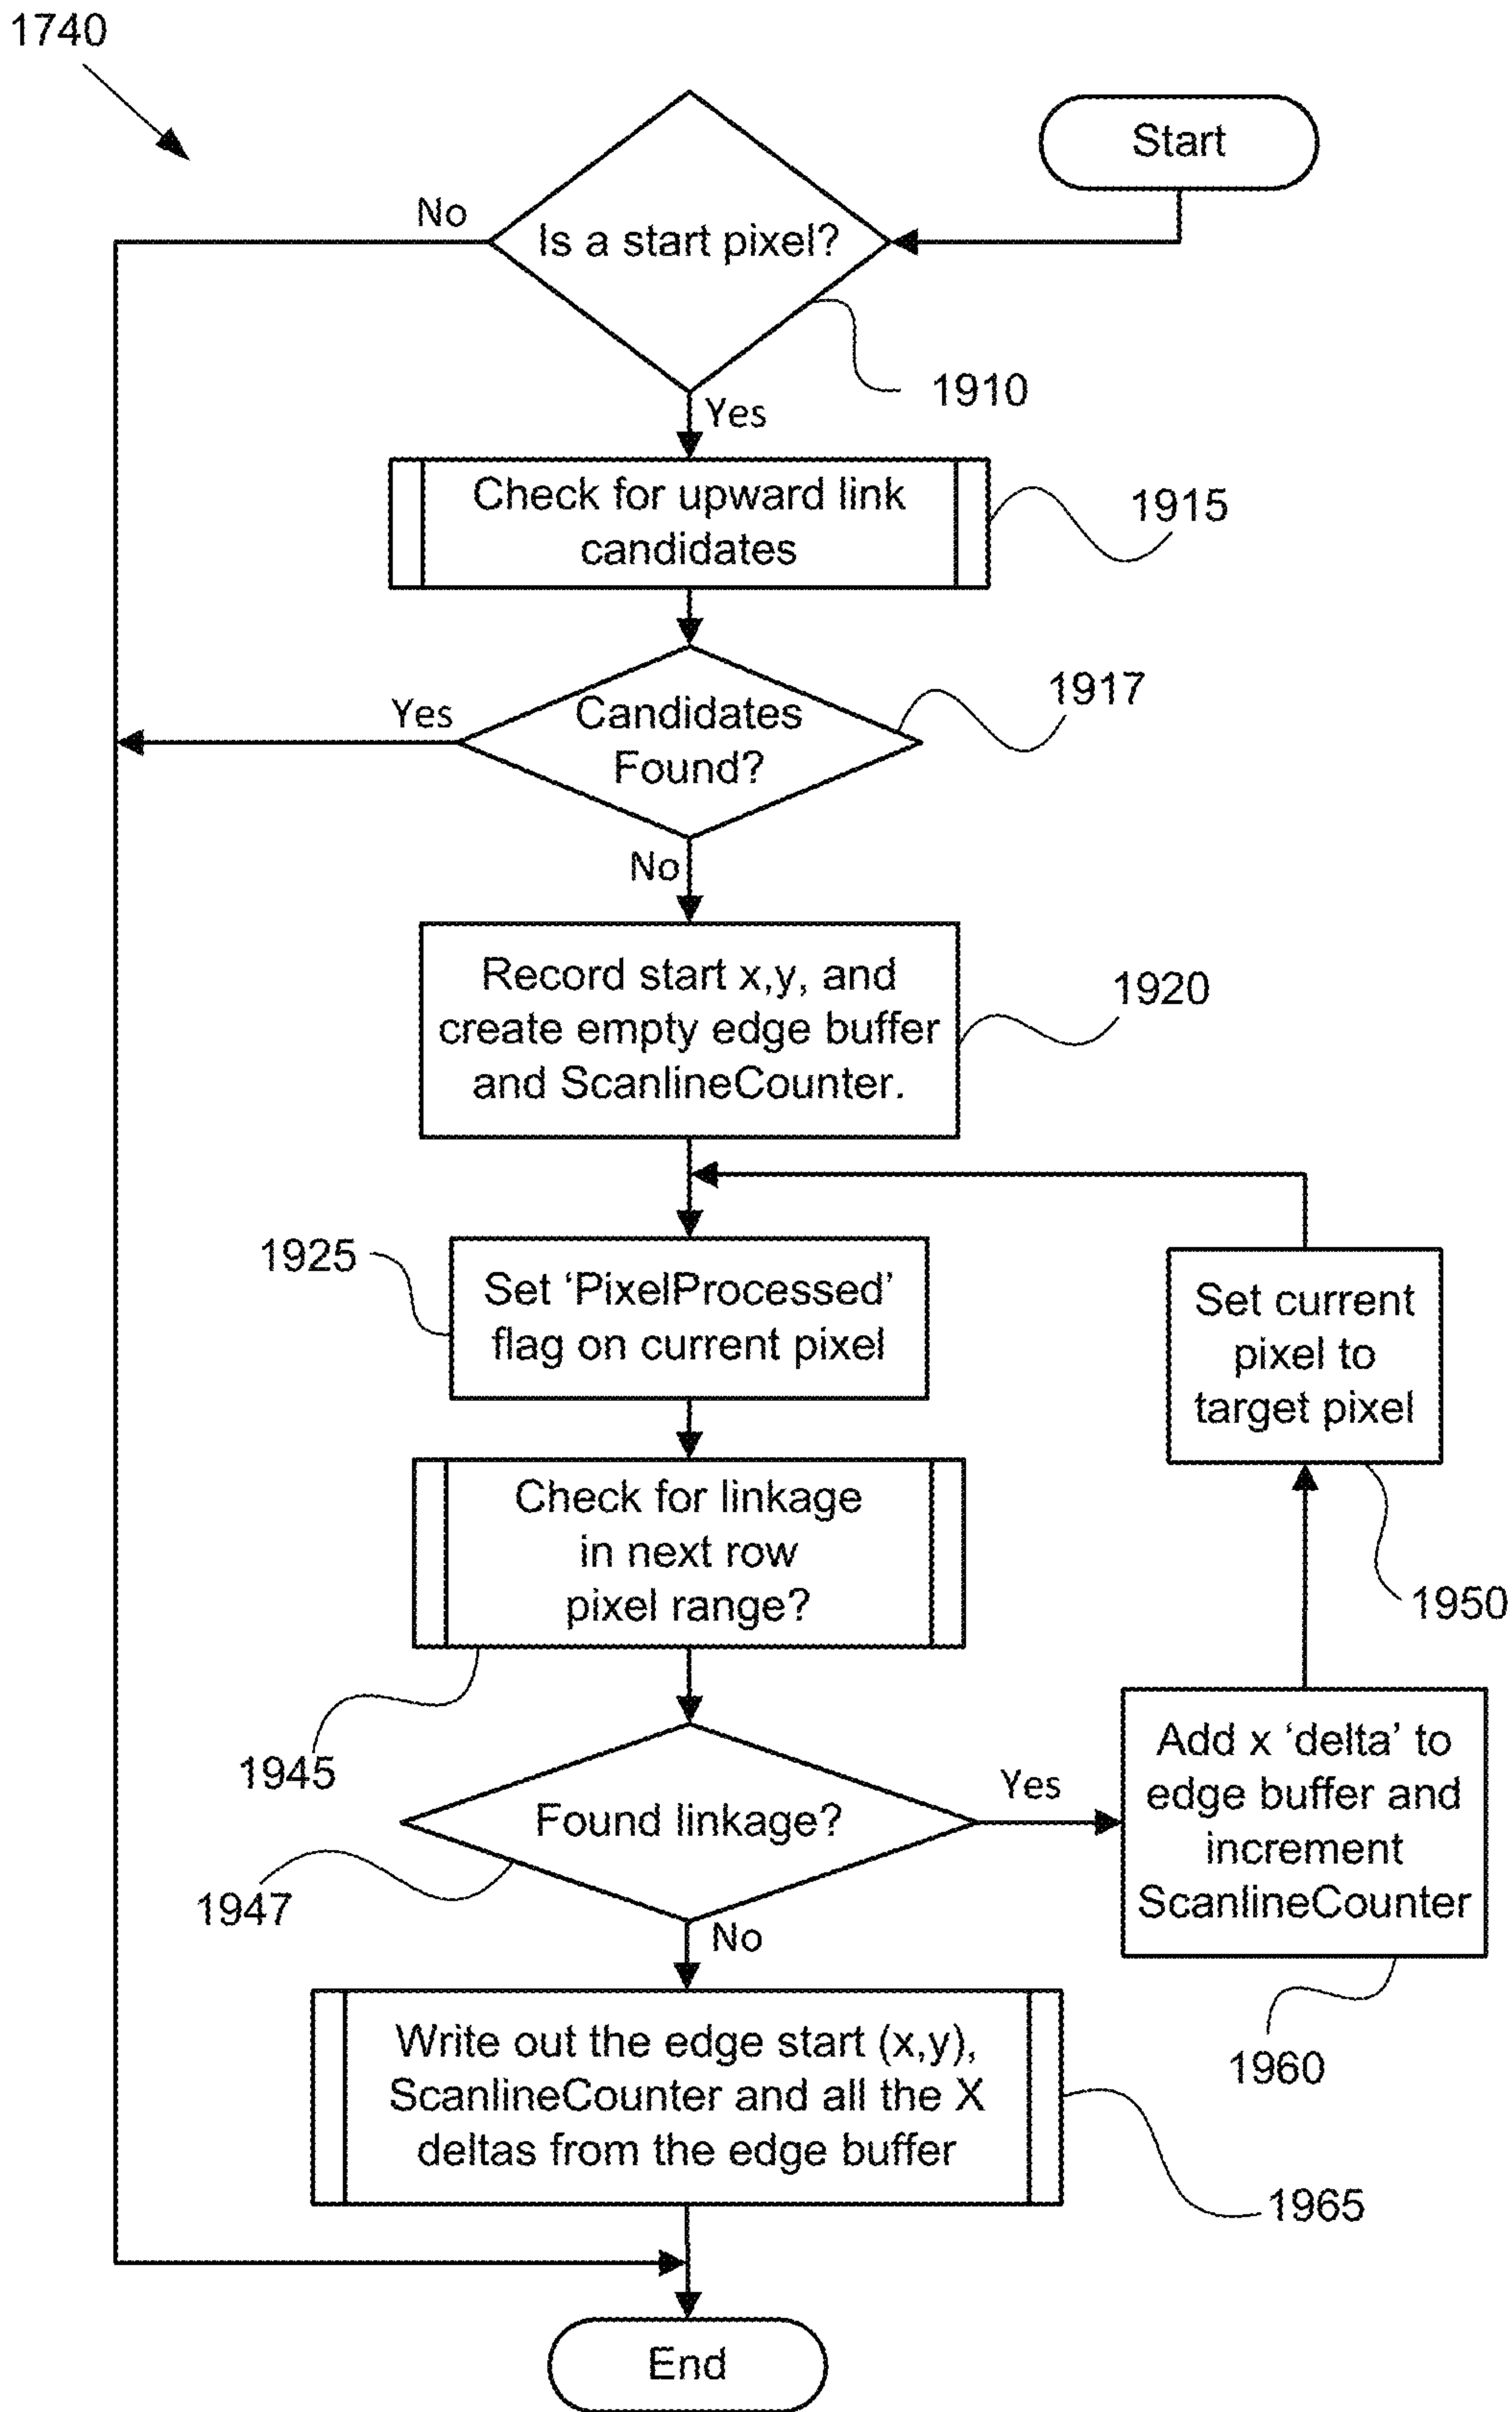 1740
Start
No
Is a start pixel?
1910
Yes
Check for upward link
candidates
1915
Yes
Candidates
Found?
1917
No
Record start x,y, and
create empty edge buffer
and ScanlineCounter.
1920
1925
Set ‘PixelProcessed’
flag on current pixel
Set current
pixel to
target pixel
1950
Check for linkage
in next row
pixel range?
1945
Found linkage?
Yes
1947
Add x ‘delta’ to
edge buffer and
increment
ScanlineCounter
1960
No
Write out the edge start (x,y),
ScanlineCounter and all the X
deltas from the edge buffer
1965
End